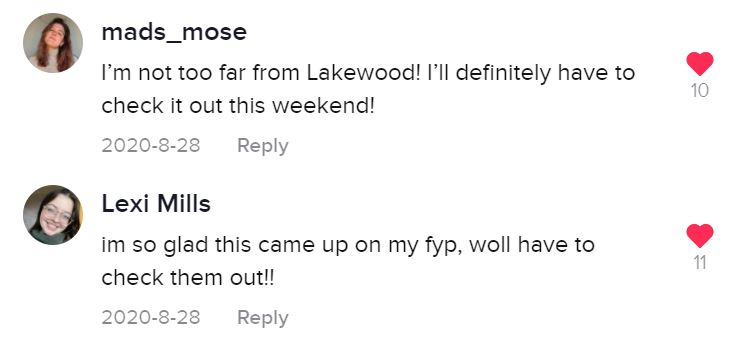 mads_mose
I'm not too far from Lakewood! I'll definitely have to
check it out this weekend!
10
2020-8-28 Reply
Lexi Mills
im so glad this came up on my fyp, woll have to
check them out!!
11
2020-8-28 Reply